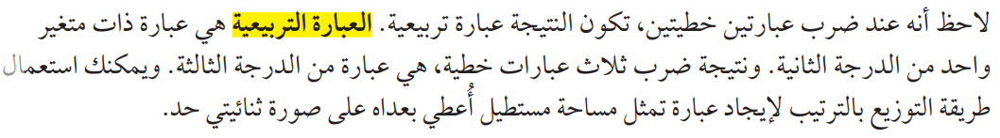 لاحظ أنه عند ضرب عبارتين خطيتين، تكون النتيجة عبارة تربيعية. العبارة التربيعية هي عبارة ذات متغير
واحد من الدرجة الثانية. ونتيجة ضرب ثلاث عبارات خطية، هي عبارة من الدرجة الثالثة. ويمكنك استعمال
طريقة التوزيع بالترتيب لإيجاد عبارة تمثل مساحة مستطيل أُعطي بعداه على صورة ثنائيتي حد.